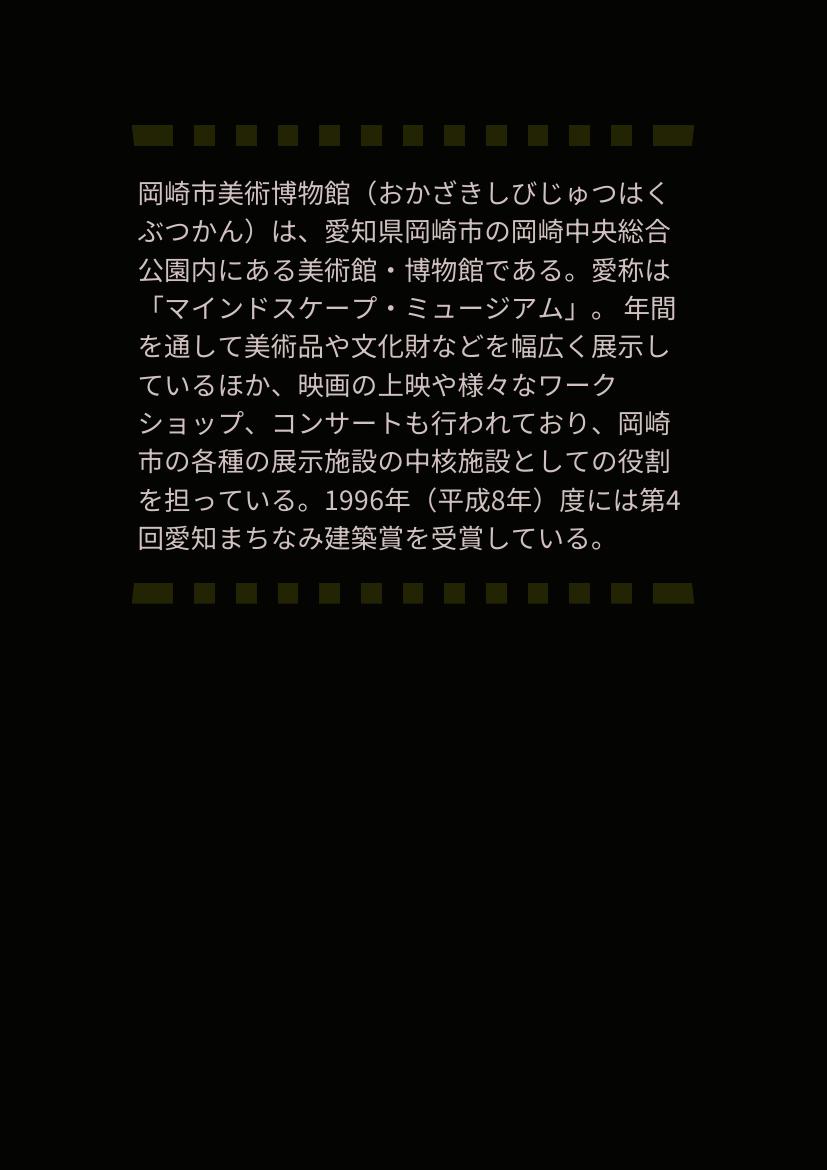 岡崎市美術博物館（おかざきしびじゅつはく
ぶつかん）は、愛知県岡崎市の岡崎中央総合
公園内にある美術館・博物館である。愛称は
「マインドスケープ・ミュージアム」。 年間
を通して美術品や文化財などを幅広く展示し
ているほか、映画の上映や様々なワーク
ショップ、コンサートも行われており、岡崎
市の各種の展示施設の中核施設としての役割
を担っている。1996年（平成8年）度には第4
回愛知まちなみ建築賞を受賞している。